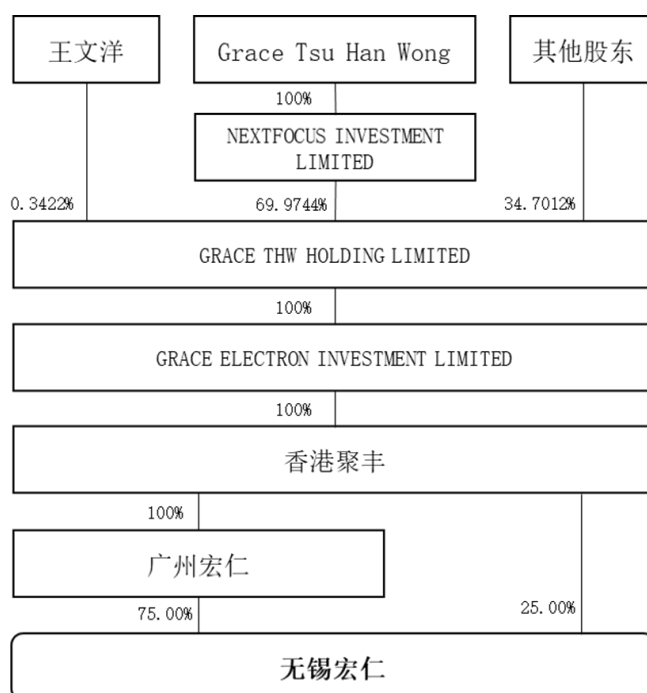 王文洋
Grace Tsu Han Wong
其他股东
100%
NEXTFOCUS INVESTMENT
LIMITED
0.3422%
69.9744%
34.7012%
GRACE THW HOLDING LIMITED
100%
GRACE ELECTRON INVESTMENT LIMITED
100%
香港聚丰
100%
广州宏仁
75.00%
25.00%
无锡宏仁